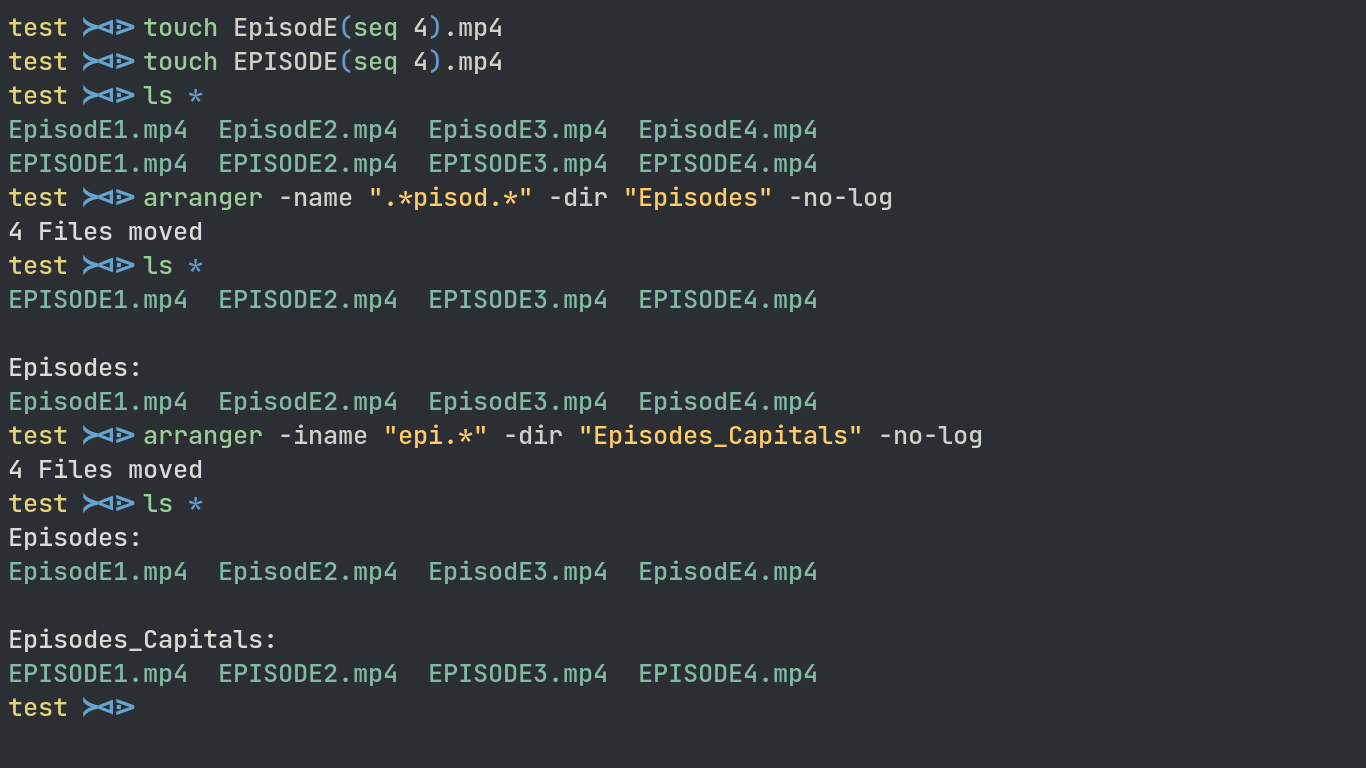 test ⋟⊲⋗ touch EpisodE(seq 4).mp4
test ⋟⊲⋗ touch EPISODE(seq 4).mp4
test ⋟⊲⋗ ls *
EpisodE1.mp4  EpisodE2.mp4  EpisodE3.mp4  EpisodE4.mp4
EPISODE1.mp4  EPISODE2.mp4  EPISODE3.mp4  EPISODE4.mp4
test ⋟⊲⋗ arranger -name ".*pisod.*" -dir "Episodes" -no-log
4 Files moved
test ⋟⊲⋗ ls *
EPISODE1.mp4  EPISODE2.mp4  EPISODE3.mp4  EPISODE4.mp4

Episodes:
EpisodE1.mp4  EpisodE2.mp4  EpisodE3.mp4  EpisodE4.mp4
test ⋟⊲⋗ arranger -iname "epi.*" -dir "Episodes_Capitals" -no-log
4 Files moved
test ⋟⊲⋗ ls *
Episodes:
EpisodE1.mp4  EpisodE2.mp4  EpisodE3.mp4  EpisodE4.mp4

Episodes_Capitals:
EPISODE1.mp4  EPISODE2.mp4  EPISODE3.mp4  EPISODE4.mp4
test ⋟⊲⋗